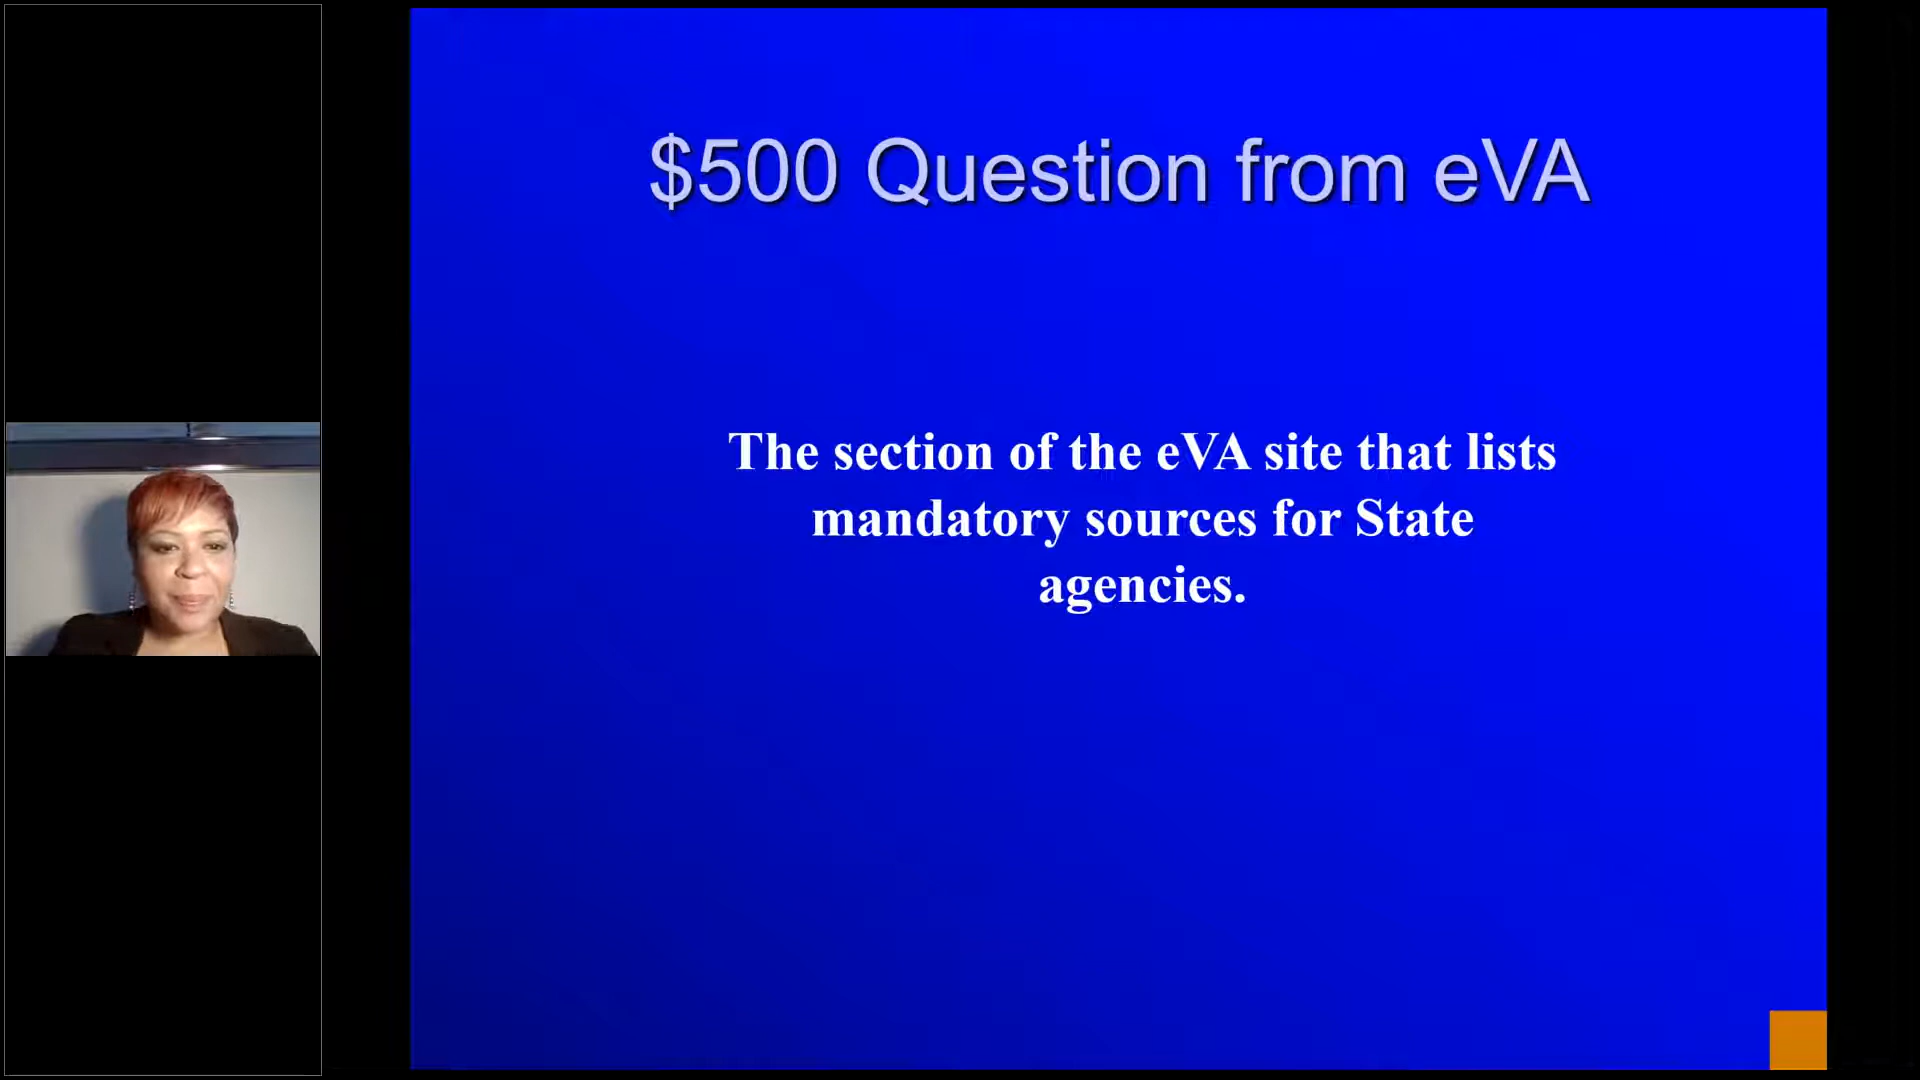 $500 Question from eVA
The section of the eVA site that lists
mandatory sources for State
agencies.